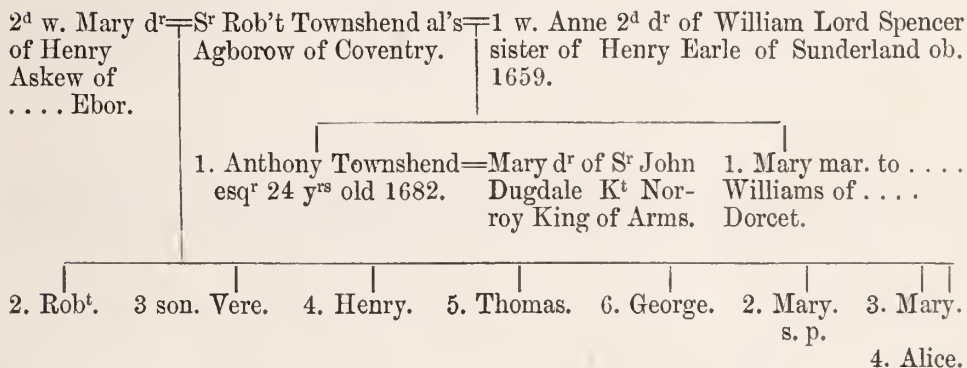 2ᵈ w. Mary dʳ=Sʳ Rob't Townshend al's=1 w. Anne 2ᵈ dʳ of William Lord Spencer
of Henry Agborow of Coventry. sister of Henry Earle of Sunderland ob.
Askew of 1659.
. . . . Ebor.
1. Anthony Townshend=Mary dʳ of Sʳ John 1. Mary mar. to . . . .
esqʳ 24 yʳˢ old 1682. Dugdale Kᵗ Nor- Williams of . . . .
roy King of Arms. Dorcet.
2. Robᵗ. 3 son. Vere. 4. Henry. 5. Thomas. 6. George. 2. Mary. 3. Mary.
s. p.
4. Alice.